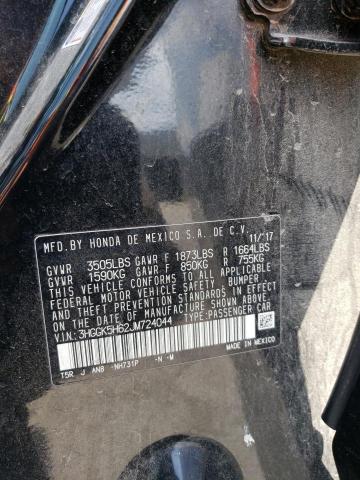 MFD.BY HONDA DE MEXICO S.A. DE C.V. 11/17
GVWR 3505LBS GAWR F 1873LBS R 1664LBS
GVWR 1590KG GAWR F 850KG R 755KG
THIS VEHICLE CONFORMS TO ALL APPLICABLE
FEDERAL MOTOR VEHICLE SAFETY, BUMPER, AND
THEFT PREVENTION STANDARDS IN EFFECT ON THE
DATE OF MANUFACTURE SHOWN ABOVE.
V.I.N.:3HGGK5H62JM724044 TYPE:PASSENGER CAR
T5R J AN8 -NH731P -N -M MADE IN MEXICO